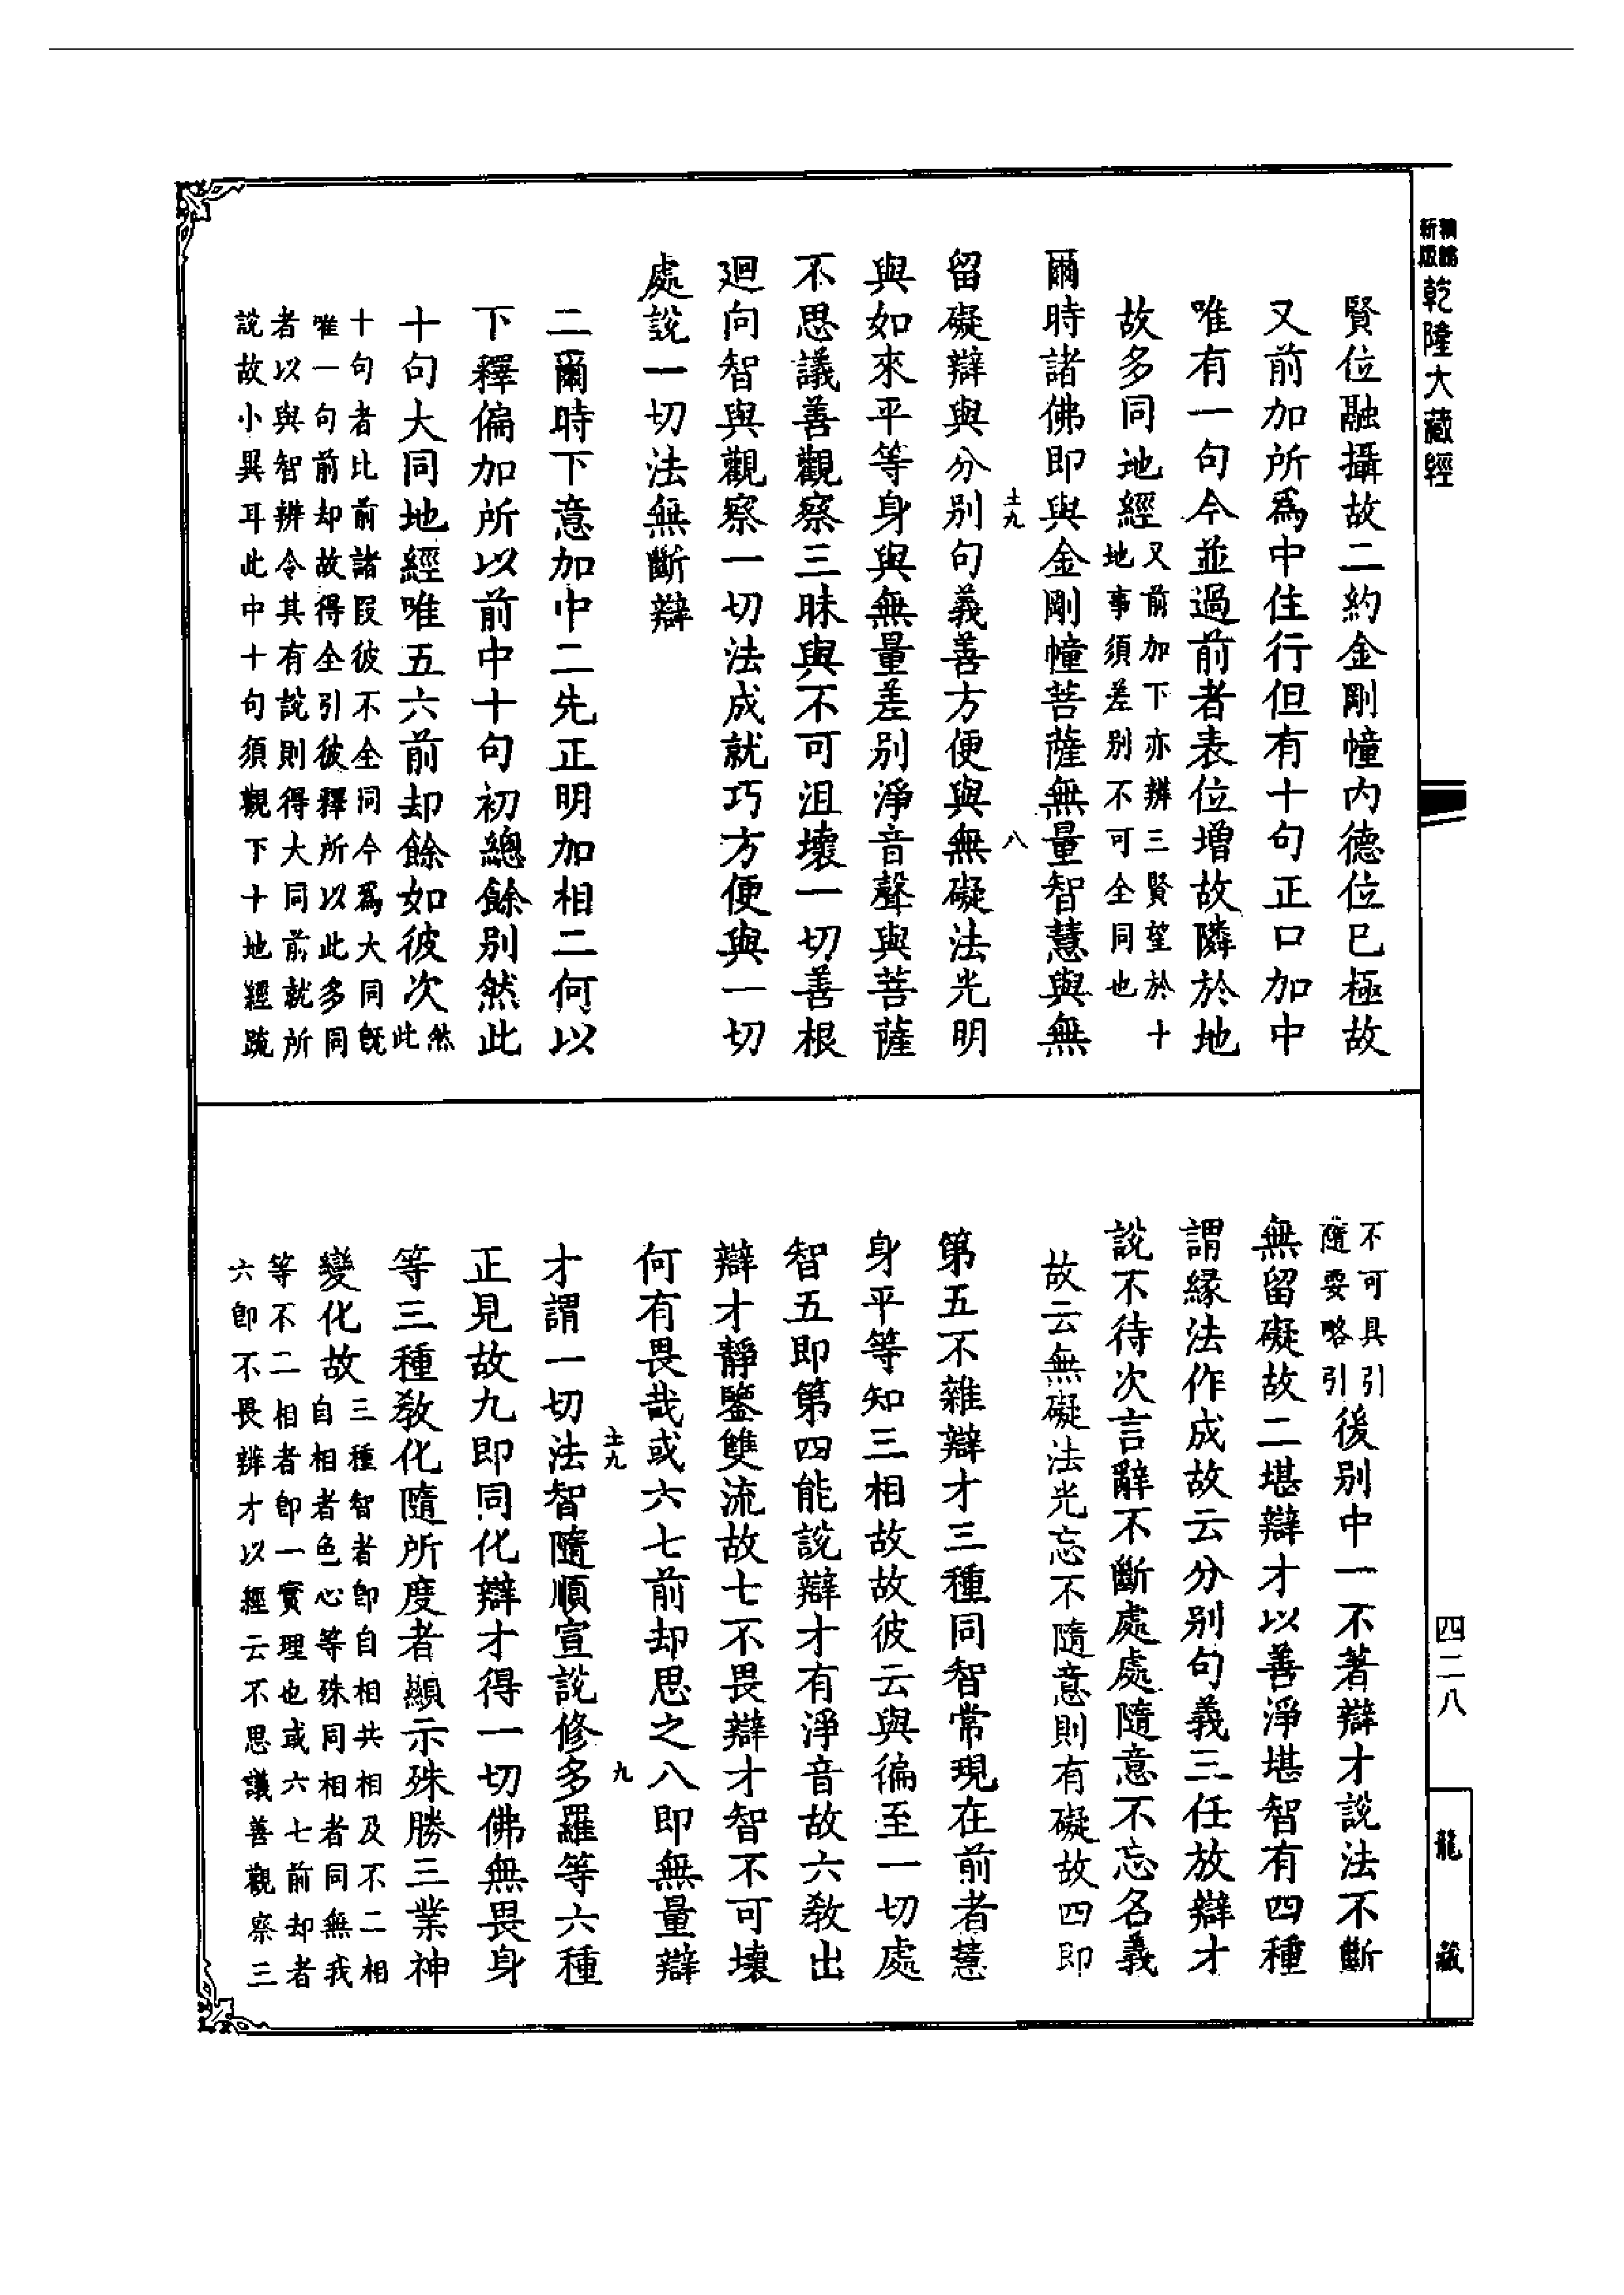 新編
縮版
乾隆大藏經
賢位融攝故二約金剛幢內德位已極故
又前加所為中住行但有十句正口加中
唯有一句今並過前者表位增故隣於地
故多同地經又前加下亦辨三賢望於十
地事須差別不可全同也
爾時諸佛即與金剛幢菩薩無量智慧與無
土九
八
留礙辯與分別句義善方便與無礙法光明
與如來平等身與無量差別淨音聲與菩薩
不思議善觀察三昧與不可沮壞一切善根
迴向智與觀察一切法成就巧方便與一切
處說一切法無斷辯
二爾時下意加中二先正明加相二何以
下釋偏加所以前中十句初總餘別然此
十句大同地經唯五六前却餘如彼次然
此
十句者比前諸段彼不全同今為大同旣
唯一句前却故得全引彼釋所以此多同
者以與智辨令其有說則得大同前就所
說故小異耳此中十句須觀下十地經疏
不可具引
隨要略引後別中一不著辯才說法不斷
無留礙故二堪辯才以善淨堪智有四種
謂緣法作成故云分別句義三任放辯才
說不待次言辭不斷處處隨意不忘名義
故云無礙法光忘不隨意則有礙故四即
第五不雜辯才三種同智常現在前者慧
身平等知三相故故彼云與徧至一切處
智五即第四能說辯才有淨音故六教出
辯才靜鑒雙流故七不畏辯才智不可壞
何有畏哉或六七前却思之八即無量辯
土九
九
才謂一切法智隨順宣說修多羅等六種
正見故九即同化辯才得一切佛無畏身
等三種教化隨所度者顯示殊勝三業神
變化故三種智者即自相共相及不二相
自相者色心等殊同相者同無我
等不二相者即一實理也或六七前却者
六即不畏辨才以經云不思議善觀察三
四二八
龍藏